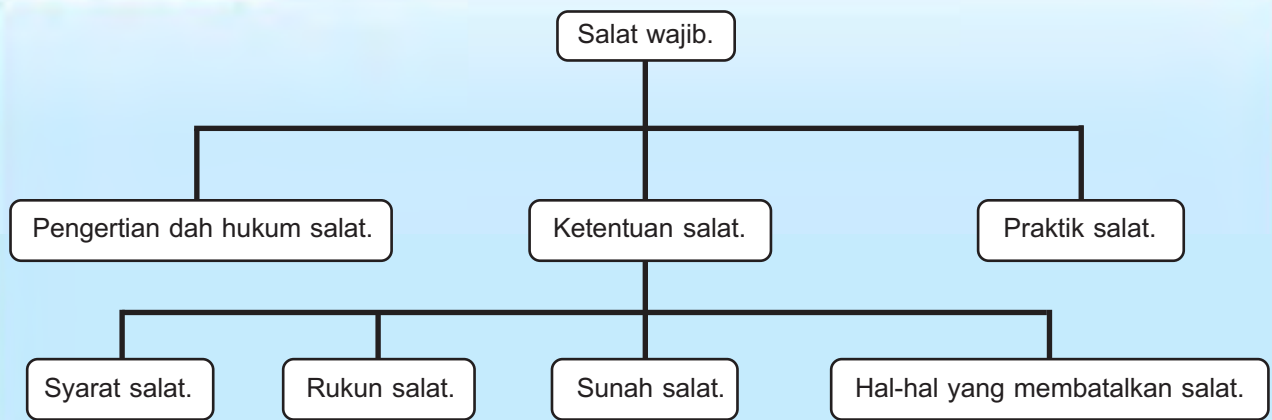 Salat wajib.
Pengertian dah hukum salat.
Ketentuan salat.
Praktik salat.
Syarat salat.
Rukun salat.
Sunah salat.
Hal-hal yang membatalkan salat.